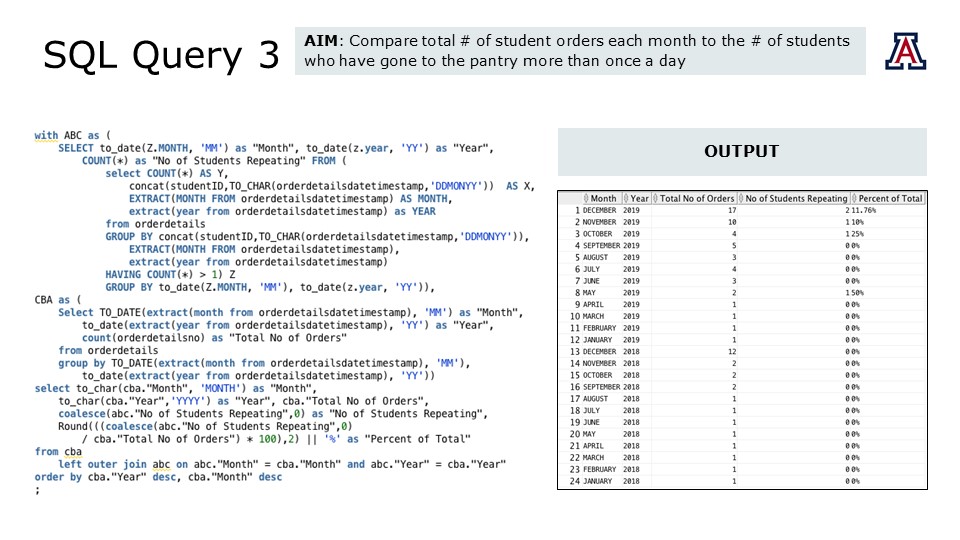 SQL Query 3
AIM: Compare total # of student orders each month to the # of students
who have gone to the pantry more than once a day
with ABC as (
SELECT to_date(Z.MONTH, 'MM') as "Month", to_date(z.year, 'YY') as "Year",
COUNT(*) as "No of Students Repeating" FROM (
select COUNT(*) AS Y,
concat(studentID,TO_CHAR(orderdetailsdatetimestamp,'DDMONYY')) AS X,
EXTRACT(MONTH FROM orderdetailsdatetimestamp) AS MONTH,
extract(year from orderdetailsdatetimestamp) as YEAR
from orderdetails
GROUP BY concat(studentID,TO_CHAR(orderdetailsdatetimestamp,'DDMONYY')),
EXTRACT(MONTH FROM orderdetailsdatetimestamp),
extract(year from orderdetailsdatetimestamp)
HAVING COUNT(*) > 1) Z
GROUP BY to_date(Z.MONTH, 'MM'), to_date(z.year, 'YY')),
CBA as (
Select TO_DATE(extract(month from orderdetailsdatetimestamp), 'MM') as "Month",
to_date(extract(year from orderdetailsdatetimestamp), 'YY') as "Year",
count(orderdetailsno) as "Total No of Orders"
from orderdetails
group by TO_DATE(extract(month from orderdetailsdatetimestamp), 'MM'),
to_date(extract(year from orderdetailsdatetimestamp), 'YY'))
select to_char(cba."Month", 'MONTH') as "Month",
to_char(cba."Year",'YYYY') as "Year", cba."Total No of Orders",
coalesce(abc."No of Students Repeating",0) as "No of Students Repeating",
Round(((coalesce(abc."No of Students Repeating",0)
/ cba."Total No of Orders") * 100),2) || '%' as "Percent of Total"
from cba
left outer join abc on abc."Month" = cba."Month" and abc."Year" = cba."Year"
order by cba."Year" desc, cba."Month" desc
;
OUTPUT
Month Year Total No of Orders No of Students Repeating Percent of Total
1 DECEMBER 2019 17 2 11.76%
2 NOVEMBER 2019 10 1 10%
3 OCTOBER 2019 4 1 25%
4 SEPTEMBER 2019 5 0 0%
5 AUGUST 2019 3 0 0%
6 JULY 2019 4 0 0%
7 JUNE 2019 3 0 0%
8 MAY 2019 2 1 50%
9 APRIL 2019 1 0 0%
10 MARCH 2019 1 0 0%
11 FEBRUARY 2019 1 0 0%
12 JANUARY 2019 1 0 0%
13 DECEMBER 2018 12 0 0%
14 NOVEMBER 2018 2 0 0%
15 OCTOBER 2018 2 0 0%
16 SEPTEMBER 2018 2 0 0%
17 AUGUST 2018 1 0 0%
18 JULY 2018 1 0 0%
19 JUNE 2018 1 0 0%
20 MAY 2018 1 0 0%
21 APRIL 2018 1 0 0%
22 MARCH 2018 1 0 0%
23 FEBRUARY 2018 1 0 0%
24 JANUARY 2018 1 0 0%
A